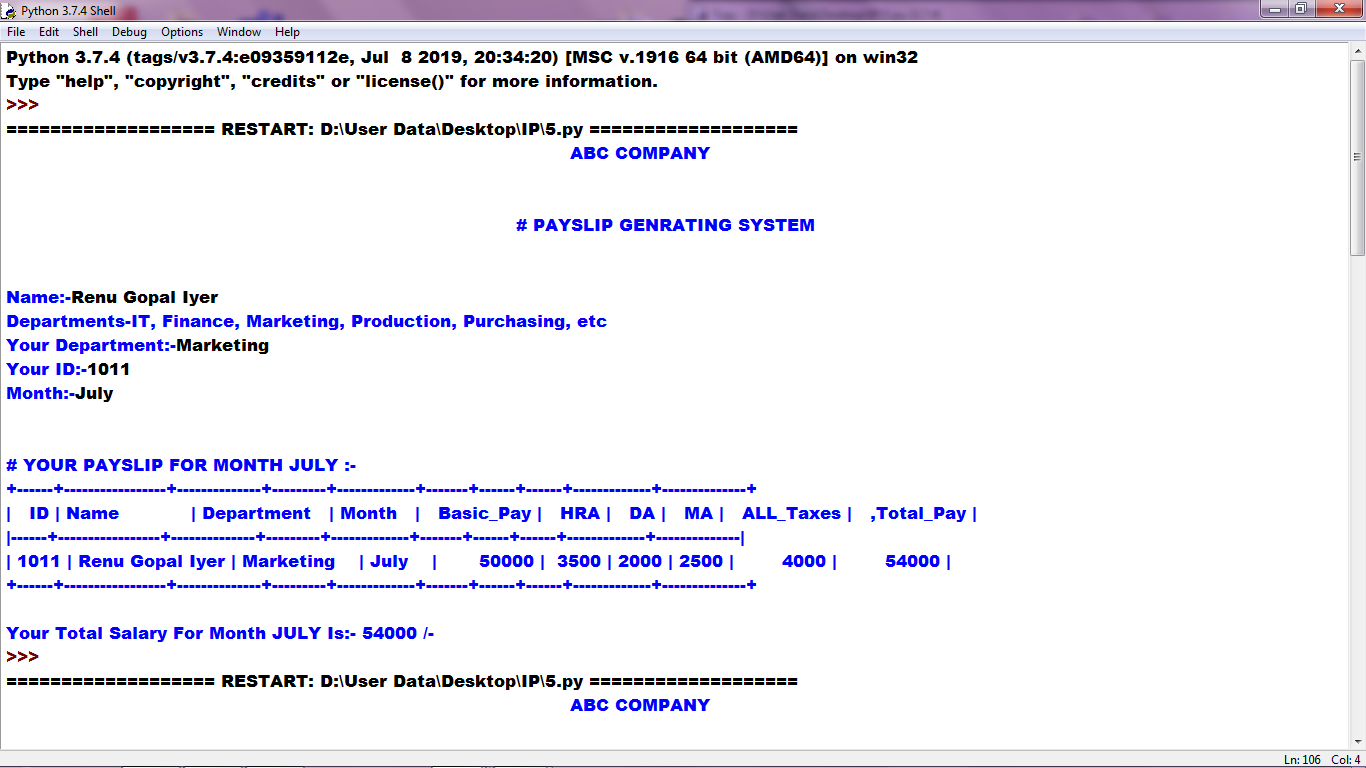 Python 3.7.4 Shell
File Edit Shell Debug Options Window Help
Python 3.7.4 (tags/v3.7.4:e09359112e, Jul  8 2019, 20:34:20) [MSC v.1916 64 bit (AMD64)] on win32
Type "help", "copyright", "credits" or "license()" for more information.
>>>
=================== RESTART: D:\User Data\Desktop\IP\5.py ===================
ABC COMPANY
# PAYSLIP GENRATING SYSTEM
Name:-Renu Gopal Iyer
Departments-IT, Finance, Marketing, Production, Purchasing, etc
Your Department:-Marketing
Your ID:-1011
Month:-July
# YOUR PAYSLIP FOR MONTH JULY :-
+------+-----------------+--------------+---------+-------------+-------+------+------+-------------+--------------+
|   ID | Name            | Department   | Month   |   Basic_Pay |   HRA |   DA |   MA |   ALL_Taxes |   ,Total_Pay |
|------+-----------------+--------------+---------+-------------+-------+------+------+-------------+--------------|
| 1011 | Renu Gopal Iyer | Marketing    | July    |       50000 |  3500 | 2000 | 2500 |        4000 |        54000 |
+------+-----------------+--------------+---------+-------------+-------+------+------+-------------+--------------+
Your Total Salary For Month JULY Is:- 54000 /-
>>>
=================== RESTART: D:\User Data\Desktop\IP\5.py ===================
ABC COMPANY
Ln: 106 Col: 4